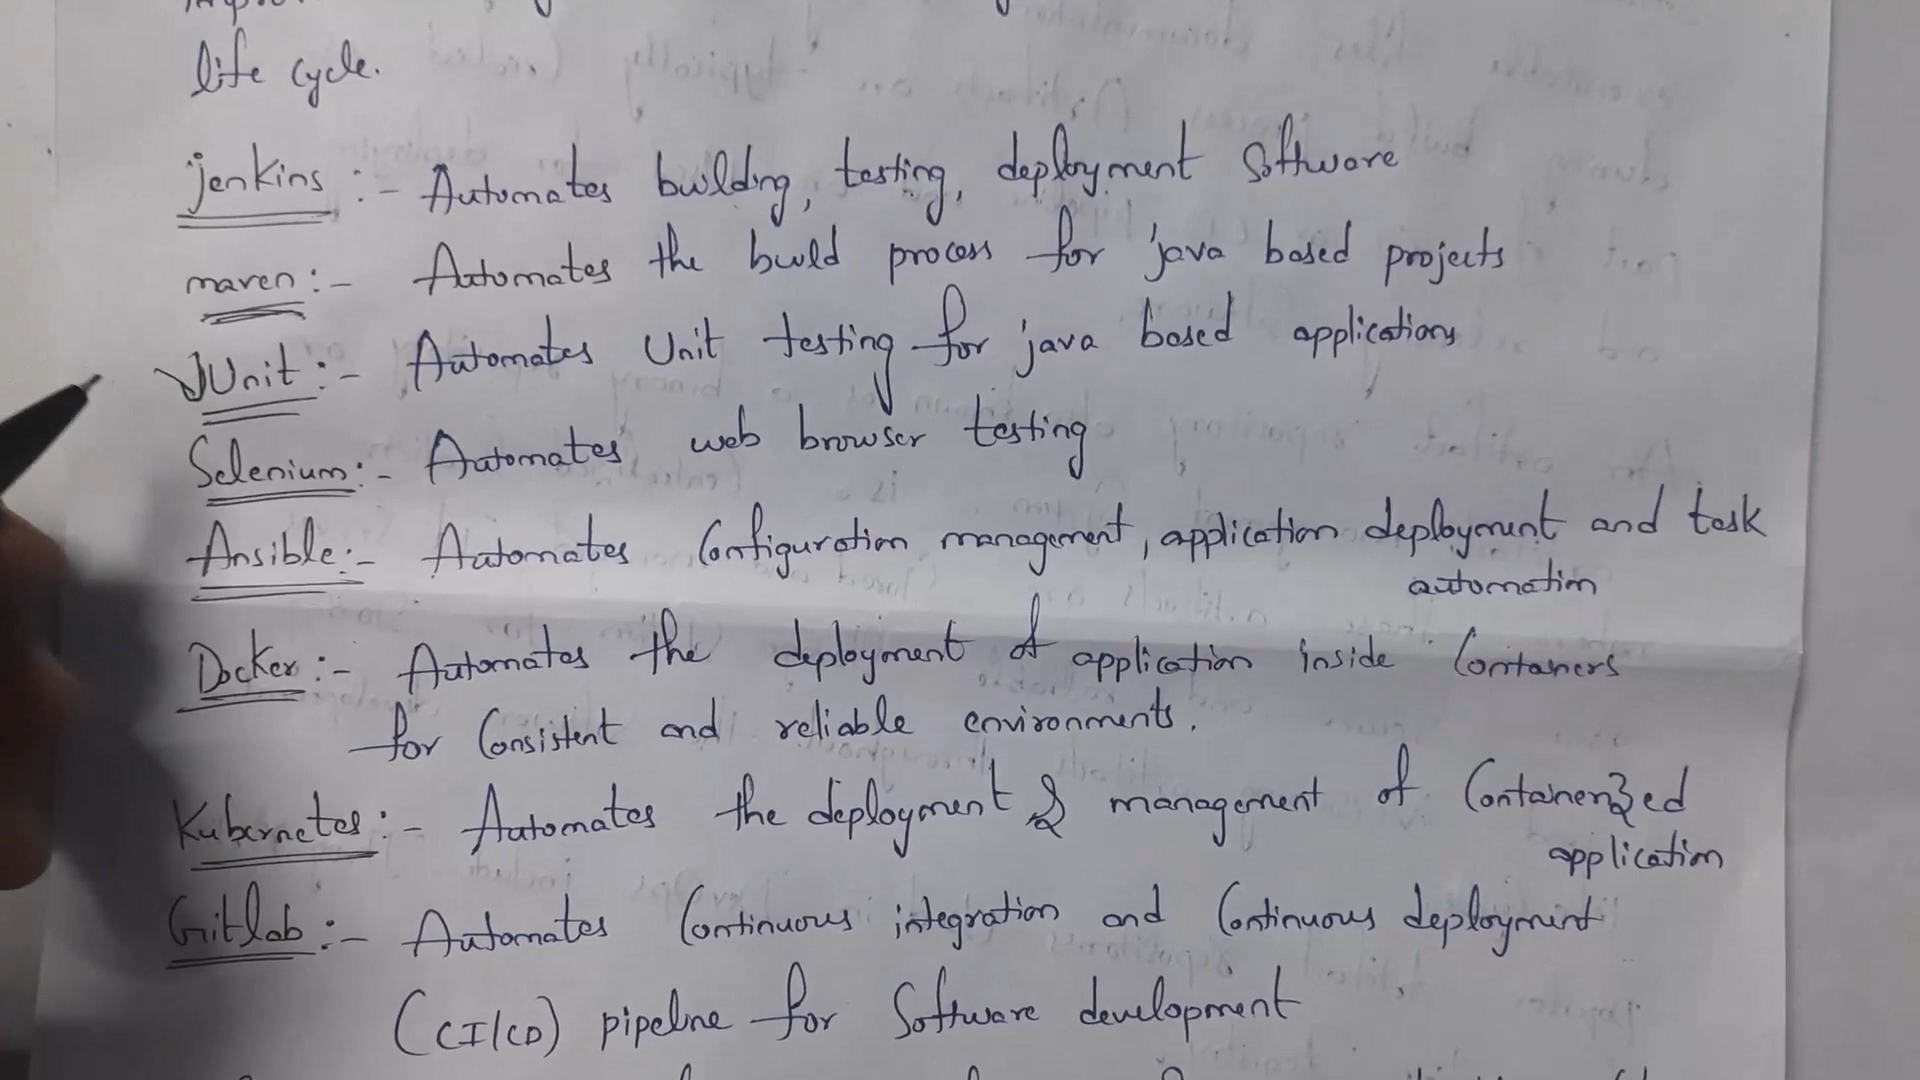 life cycle.
jenkins :- Automates building, testing, deployment Software
maven :- Automates the build process for java based projects
JUnit :- Automates Unit testing for java based applications
Selenium :- Automates web browser testing
Ansible :- Automates Configuration management, application deployment and task
automation
Docker :- Automates the deployment of application inside Containers
for Consistent and reliable environments.
Kubernetes :- Automates the deployment & management of Containerized
application
Gitlab :- Automates Continuous integration and Continuous deployment
(CI/CD) pipeline for Software development